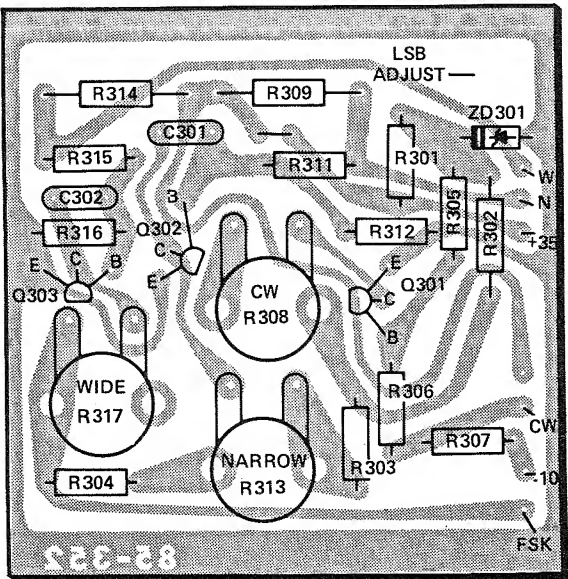 LSB
ADJUST
R314
R309
ZD301
C301
R315
R311
R301
W
C302
B
R305
R302
N
R316
Q302
R312
+35
C
C
E
B
E
E
Q303
CW
R308
C
Q301
B
WIDE
R317
R306
CW
R303
R307
NARROW
R313
R304
-10
FSK
85-352